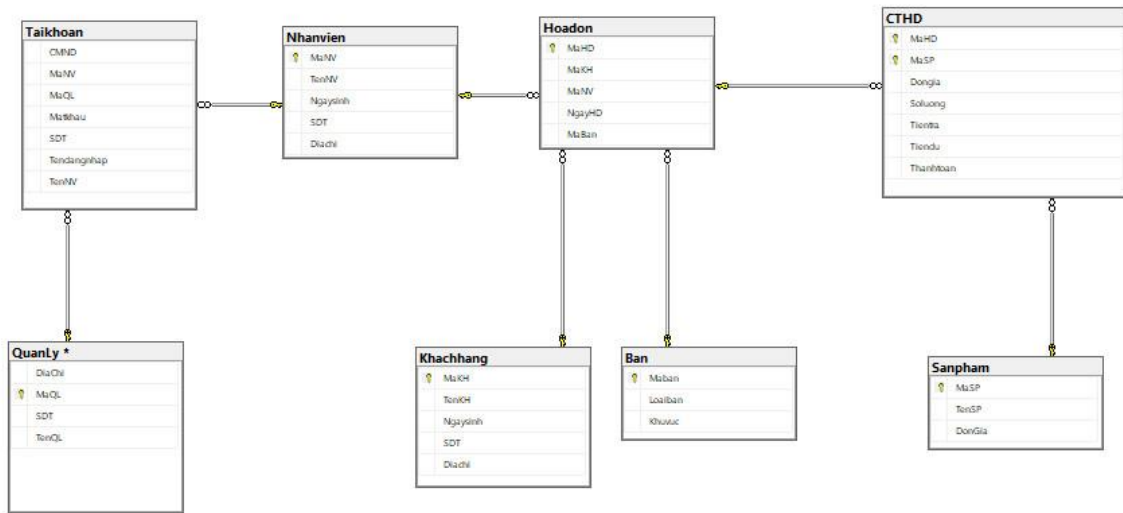 Taikhoan
CMND
MaNV
MaQL
Matkhau
SDT
Tendangnhap
TenNV
Nhanvien
MaNV
TenNV
Ngaysinh
SDT
Diachi
Hoadon
MaHD
MaKH
MaNV
NgayHD
MaBan
CTHD
MaHD
MaSP
Dongia
Soluong
Tientra
Tiendu
Thanhtoan
QuanLy *
DiaChi
MaQL
SDT
TenQL
Khachhang
MaKH
TenKH
Ngaysinh
SDT
Diachi
Ban
Maban
Loaiban
Khuvuc
Sanpham
MaSP
TenSP
DonGia